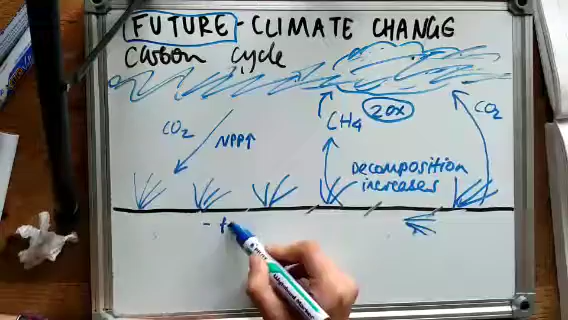 FUTURE - CLIMATE CHANGE
Carbon Cycle
CO2
NPP↑
CH4
20x
CO2
Decomposition
increases